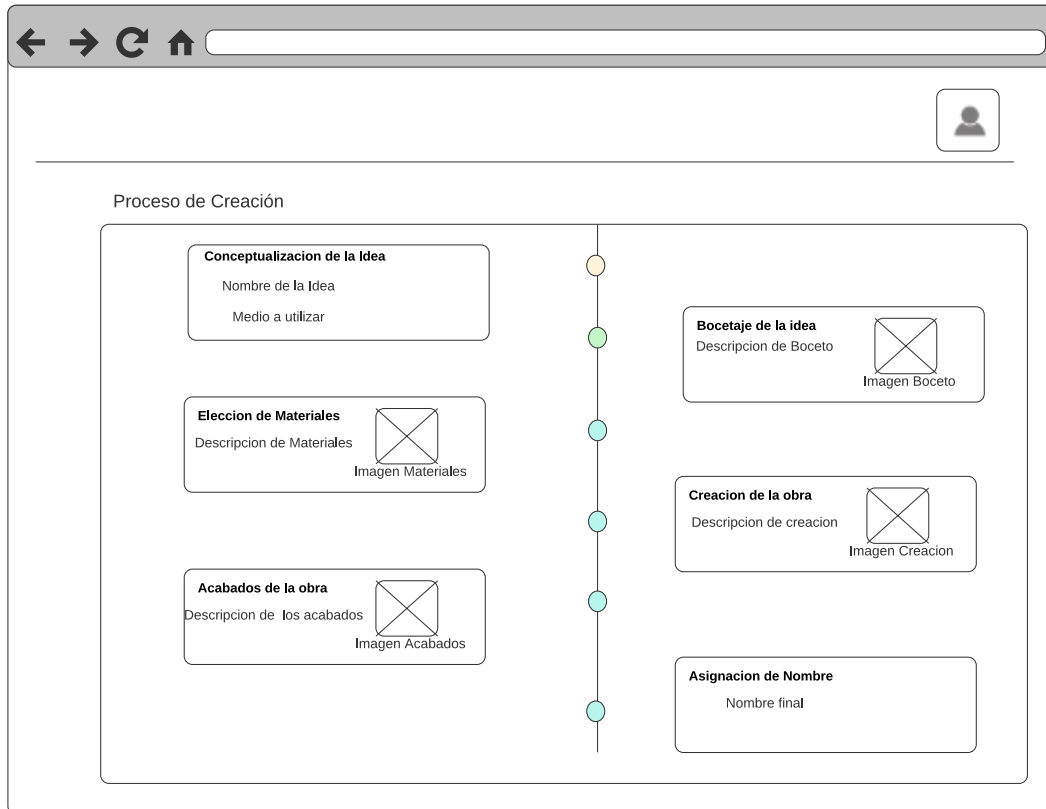 Proceso de Creación
Conceptualizacion de la Idea
Nombre de la Idea
Medio a utilizar
Bocetaje de la idea
Descripcion de Boceto
Imagen Boceto
Eleccion de Materiales
Descripcion de Materiales
Imagen Materiales
Creacion de la obra
Descripcion de creacion
Imagen Creacion
Acabados de la obra
Descripcion de los acabados
Imagen Acabados
Asignacion de Nombre
Nombre final